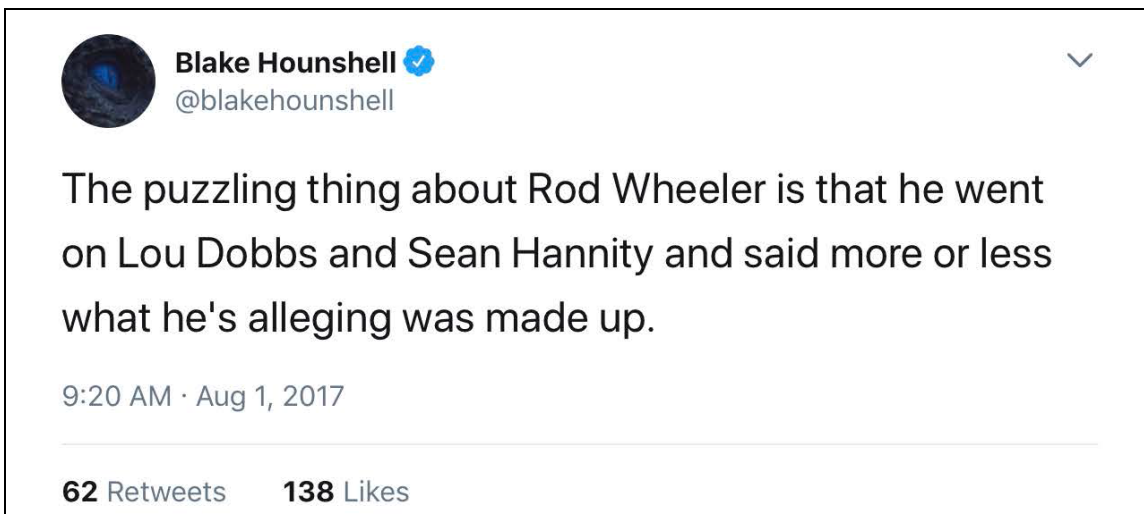 Blake Hounshell
@blakehounshell
The puzzling thing about Rod Wheeler is that he went
on Lou Dobbs and Sean Hannity and said more or less
what he's alleging was made up.
9:20 AM · Aug 1, 2017
62 Retweets 138 Likes